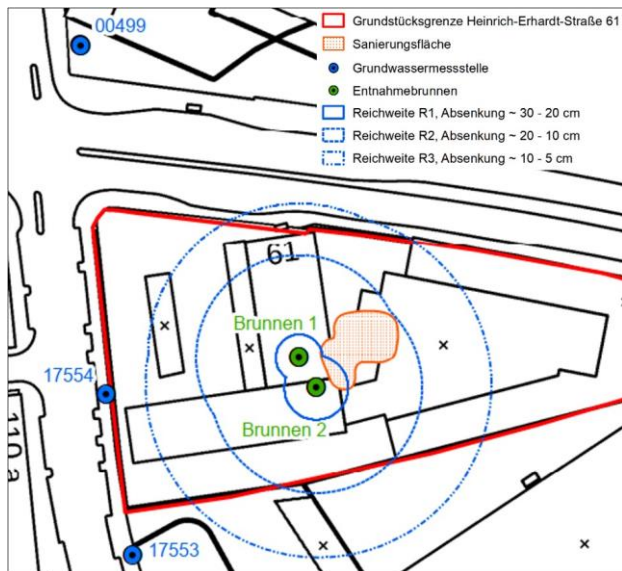 00499
Grundstücksgrenze Heinrich-Erhardt-Straße 61
Sanierungsfläche
Grundwassermessstelle
Entnahmebrunnen
Reichweite R1, Absenkung ~ 30 - 20 cm
Reichweite R2, Absenkung ~ 20 - 10 cm
Reichweite R3, Absenkung ~ 10 - 5 cm
61
Brunnen 1
17554
Brunnen 2
110a
17553